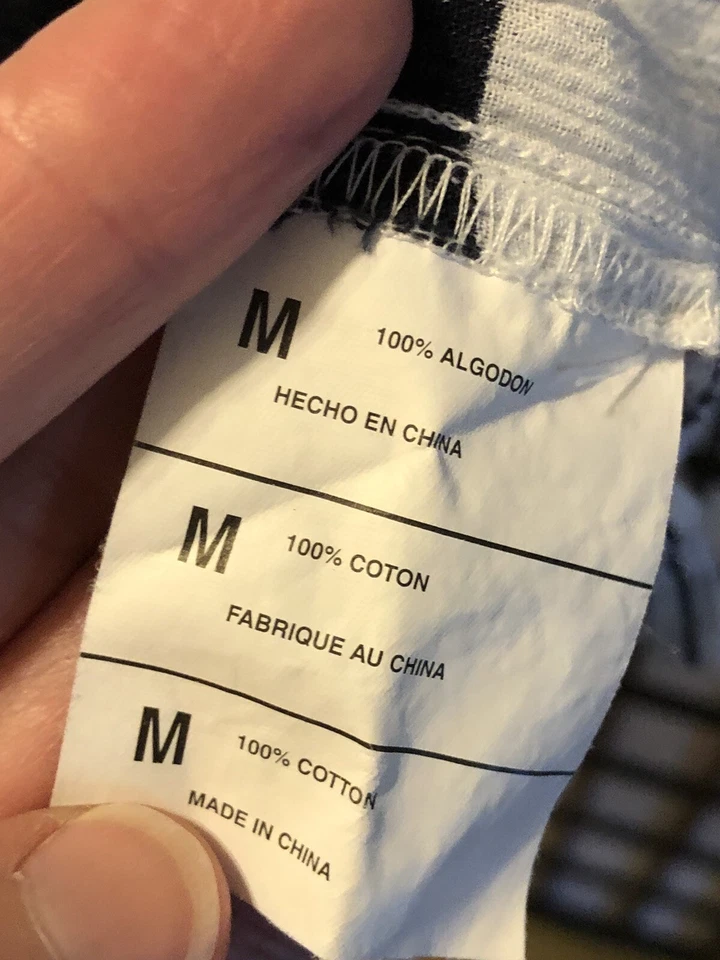 M 100% ALGODON
HECHO EN CHINA
M 100% COTON
FABRIQUE AU CHINA
M 100% COTTON
MADE IN CHINA